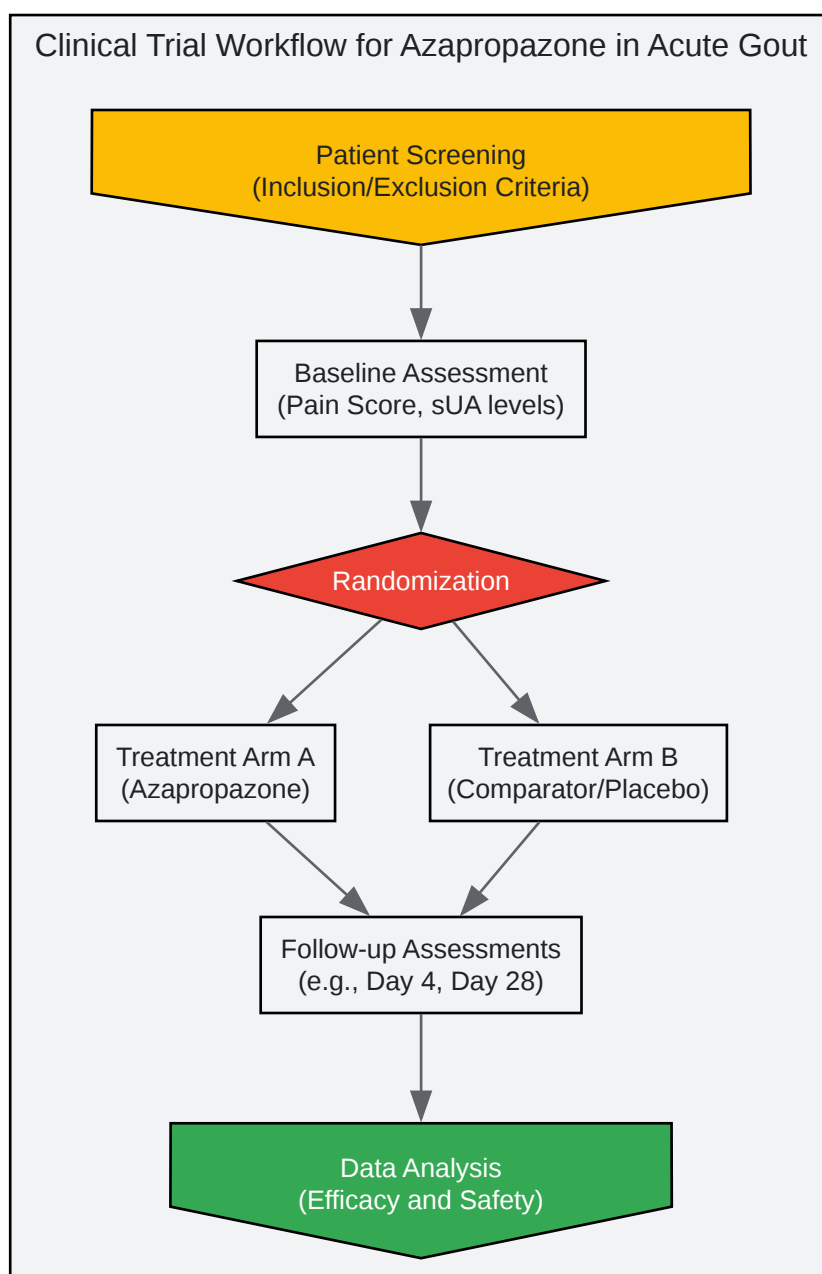 Clinical Trial Workflow for Azapropazone in Acute Gout
Patient Screening
(Inclusion/Exclusion Criteria)
Baseline Assessment
(Pain Score, sUA levels)
Randomization
Treatment Arm A
(Azapropazone)
Treatment Arm B
(Comparator/Placebo)
Follow-up Assessments
(e.g., Day 4, Day 28)
Data Analysis
(Efficacy and Safety)